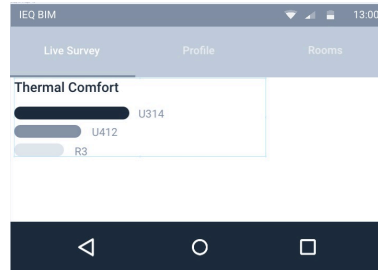 IEQ BIM 13:00
Live Survey Profile Rooms
Thermal Comfort
U314
U412
R3